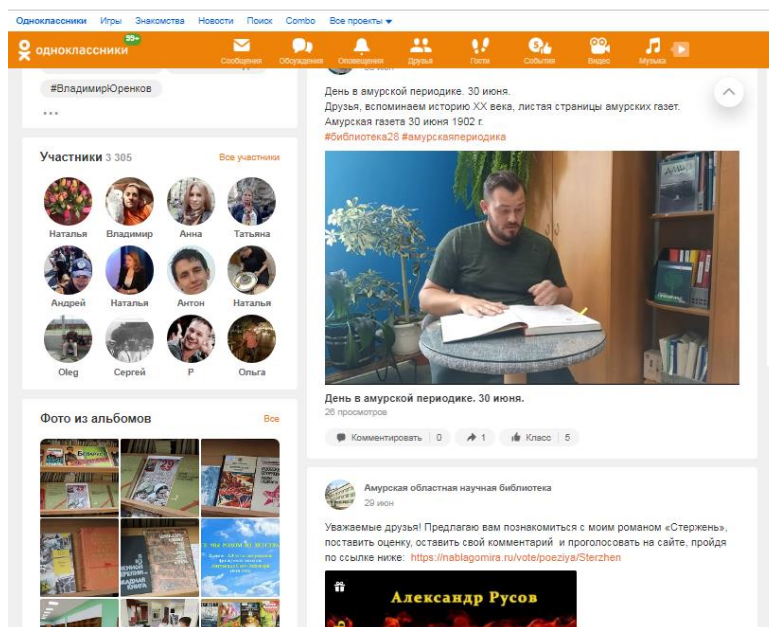 Одноклассники Игры Знакомства Новости Поиск Combo Все проекты
одноклассники 99+
Сообщения Обсуждения Оповещения Друзья Гости 5 События Видео Музыка
#ВладимирЮренков
Участники 3 305 Все участники
Наталья Владимир Анна Татьяна
Андрей Наталья Антон Наталья
Oleg Сергей Р Ольга
Фото из альбомов Все
День в амурской периодике. 30 июня.
Друзья, вспоминаем историю XX века, листая страницы амурских газет.
Амурская газета 30 июня 1902 г.
#библиотека28 #амурскаяпериодика
День в амурской периодике. 30 июня.
26 просмотров
Комментировать 0 1 Класс 5
Амурская областная научная библиотека
29 июн
Уважаемые друзья! Предлагаю вам познакомиться с моим романом «Стержень»,
поставить оценку, оставить свой комментарий и проголосовать на сайте, пройдя
по ссылке ниже: https://nablagomira.ru/vote/poeziya/Sterzhen
Александр Русов